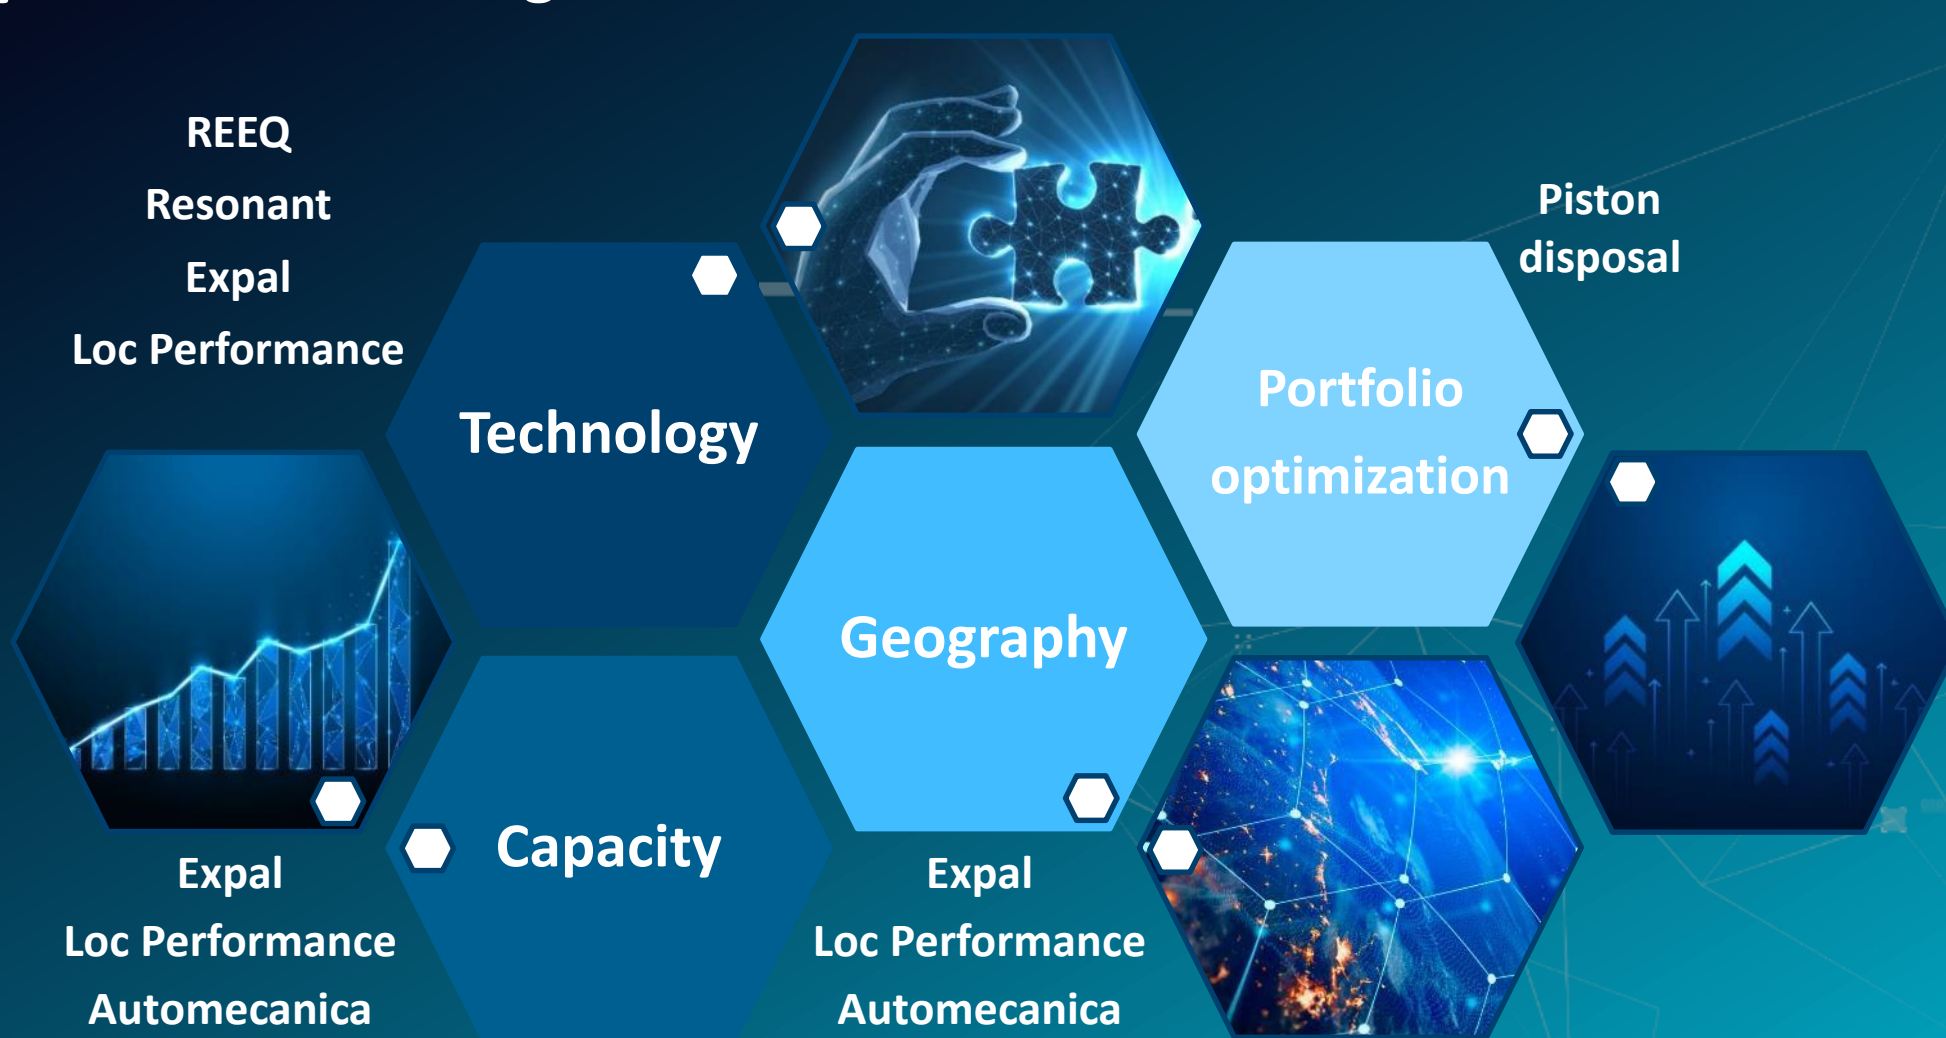 REEQ
Resonant
Expal
Loc Performance
Technology
Piston
disposal
Portfolio
optimization
Geography
Capacity
Expal
Loc Performance
Automecanica
Expal
Loc Performance
Automecanica